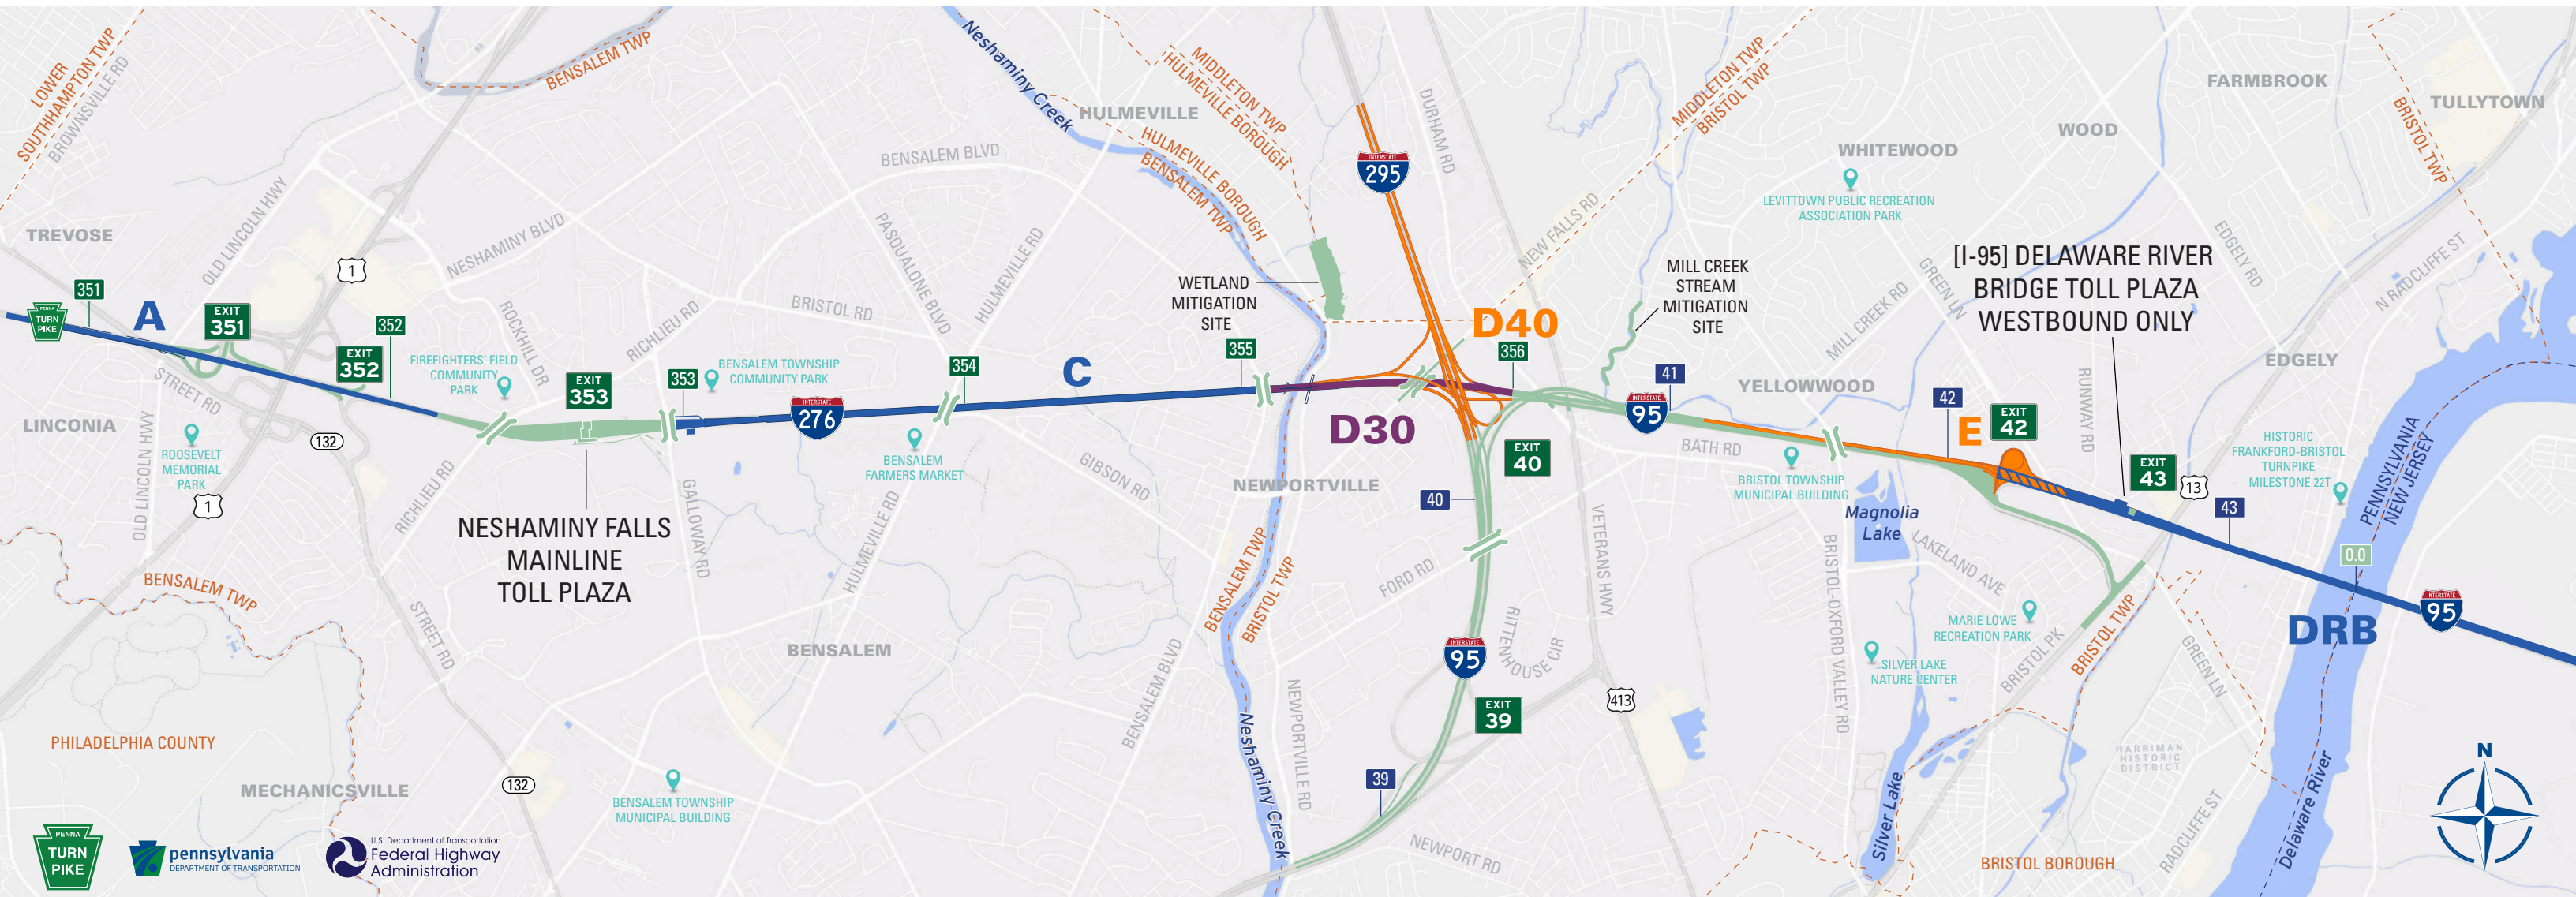 LOWER
SOUTHHAMPTON TWP
BROWNSVILLE RD
BENSALEM TWP
Neshaminy Creek
HULMEVILLE
MIDDLETON TWP
HULMEVILLE BOROUGH
HULMEVILLE BOROUGH
BENSALEM TWP
DURHAM RD
MIDDLETON TWP
BRISTOL TWP
FARMBROOK
TULLYTOWN
BRISTOL TWP
WOOD
WHITEWOOD
LEVITTOWN PUBLIC RECREATION
ASSOCIATION PARK
BENSALEM BLVD
INTERSTATE
295
OLD LINCOLN HWY
TREVOSE
NESHAMINY BLVD
PASQUALONE BLVD
HULMEVILLE RD
NEW FALLS RD
EDGELY RD
N RADCLIFFE ST
[I-95] DELAWARE RIVER
BRIDGE TOLL PLAZA
WESTBOUND ONLY
GREEN LN
MILL CREEK RD
MILL CREEK
STREAM
MITIGATION
SITE
WETLAND
MITIGATION
SITE
1
351
PENNA
TURN
PIKE
A
EXIT
351
352
EXIT
352
ROCKHILL DR
RICHLIEU RD
BRISTOL RD
FIREFIGHTERS' FIELD
COMMUNITY
PARK
EXIT
353
353
BENSALEM TOWNSHIP
COMMUNITY PARK
354
C
355
D40
356
D30
41
INTERSTATE
95
YELLOWWOOD
RUNWAY RD
EDGELY
42
E
EXIT
42
STREET RD
LINCONIA
OLD LINCOLN HWY
132
ROOSEVELT
MEMORIAL
PARK
1
RICHLIEU RD
INTERSTATE
276
BENSALEM
FARMERS MARKET
GIBSON RD
NEWPORTVILLE
EXIT
40
40
BATH RD
BRISTOL TOWNSHIP
MUNICIPAL BUILDING
Magnolia
Lake
EXIT
43
13
43
HISTORIC
FRANKFORD-BRISTOL
TURNPIKE
MILESTONE 22T
PENNSYLVANIA
NEW JERSEY
0.0
NESHAMINY FALLS
MAINLINE
TOLL PLAZA
GALLOWAY RD
HULMEVILLE RD
BENSALEM TWP
BRISTOL TWP
FORD RD
VETERANS HWY
BRISTOL-OXFORD VALLEY RD
LAKELAND AVE
BENSALEM TWP
STREET RD
BENSALEM
BENSALEM BLVD
INTERSTATE
95
RITTENHOUSE CIR
MARIE LOWE
RECREATION PARK
BRISTOL PK
BRISTOL TWP
GREEN LN
DRB
INTERSTATE
95
SILVER LAKE
NATURE CENTER
EXIT
39
413
PHILADELPHIA COUNTY
MECHANICSVILLE
132
BENSALEM TOWNSHIP
MUNICIPAL BUILDING
Neshaminy Creek
NEWPORTVILLE RD
39
NEWPORT RD
Silver Lake
HARRIMAN
HISTORIC
DISTRICT
BRISTOL BOROUGH
RADCLIFFE ST
Delaware River
N
PENNA
TURN
PIKE
pennsylvania
DEPARTMENT OF TRANSPORTATION
U.S. Department of Transportation
Federal Highway
Administration